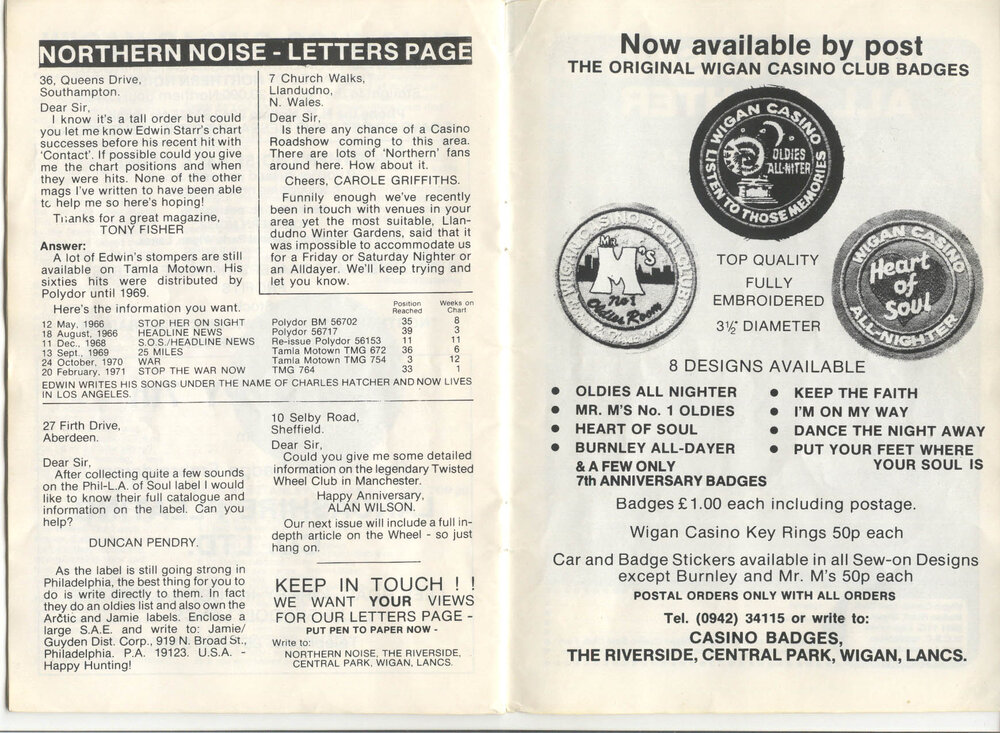 NORTHERN NOISE - LETTERS PAGE
36, Queens Drive,
Southampton.
Dear Sir,
I know it's a tall order but could
you let me know Edwin Starr's chart
successes before his recent hit with
'Contact'. If possible could you give
me the chart positions and when
they were hits. None of the other
mags I've written to have been able
to help me so here's hoping!
Thanks for a great magazine,
TONY FISHER
Answer:
A lot of Edwin's stompers are still
available on Tamla Motown. His
sixties hits were distributed by
Polydor until 1969.
Here's the information you want.
7 Church Walks,
Llandudno,
N. Wales.
Dear Sir,
Is there any chance of a Casino
Roadshow coming to this area.
There are lots of 'Northern' fans
around here. How about it.
Cheers, CAROLE GRIFFITHS.
Funnily enough we've recently
been in touch with venues in your
area yet the most suitable, Llan-
dudno Winter Gardens, said that it
was impossible to accommodate us
for a Friday or Saturday Nighter or
an Alldayer. We'll keep trying and
let you know.
Position Weeks on
Reached Chart
12 May, 1966 STOP HER ON SIGHT Polydor BM 56702 35 8
18 August, 1966 HEADLINE NEWS Polydor 56717 39 3
11 Dec., 1968 S.O.S./HEADLINE NEWS Re-issue Polydor 56153 11 11
13 Sept., 1969 25 MILES Tamla Motown TMG 672 36 6
24 October, 1970 WAR Tamla Motown TMG 754 3 12
20 February, 1971 STOP THE WAR NOW TMG 764 33 1
EDWIN WRITES HIS SONGS UNDER THE NAME OF CHARLES HATCHER AND NOW LIVES
IN LOS ANGELES.
27 Firth Drive,
Aberdeen.
Dear Sir,
After collecting quite a few sounds
on the Phil-L.A. of Soul label I would
like to know their full catalogue and
information on the label. Can you
help?
DUNCAN PENDRY.
As the label is still going strong in
Philadelphia, the best thing for you to
do is write directly to them. In fact
they do an oldies list and also own the
Arctic and Jamie labels. Enclose a
large S.A.E. and write to: Jamie/
Guyden Dist. Corp., 919 N. Broad St.,
Philadelphia. P.A. 19123. U.S.A. -
Happy Hunting!
10 Selby Road,
Sheffield.
Dear Sir,
Could you give me some detailed
information on the legendary Twisted
Wheel Club in Manchester.
Happy Anniversary,
ALAN WILSON.
Our next issue will include a full in-
depth article on the Wheel - so just
hang on.
KEEP IN TOUCH ! !
WE WANT YOUR VIEWS
FOR OUR LETTERS PAGE -
PUT PEN TO PAPER NOW -
Write to:
NORTHERN NOISE, THE RIVERSIDE,
CENTRAL PARK, WIGAN, LANCS.
Now available by post
THE ORIGINAL WIGAN CASINO CLUB BADGES
WIGAN CASINO
OLDIES
ALL-NITER
LISTEN TO THOSE MEMORIES
WIGAN CASINO SOUL CLUB
Mr M'S
No 1
Oldies Room
WIGAN CASINO
Heart
of
Soul
ALL-NIGHTER
TOP QUALITY
FULLY
EMBROIDERED
3½" DIAMETER
8 DESIGNS AVAILABLE
● OLDIES ALL NIGHTER
● MR. M'S No. 1 OLDIES
● HEART OF SOUL
● BURNLEY ALL-DAYER
& A FEW ONLY
7th ANNIVERSARY BADGES
● KEEP THE FAITH
● I'M ON MY WAY
● DANCE THE NIGHT AWAY
● PUT YOUR FEET WHERE
YOUR SOUL IS
Badges £1.00 each including postage.
Wigan Casino Key Rings 50p each
Car and Badge Stickers available in all Sew-on Designs
except Burnley and Mr. M's 50p each
POSTAL ORDERS ONLY WITH ALL ORDERS
Tel. (0942) 34115 or write to:
CASINO BADGES,
THE RIVERSIDE, CENTRAL PARK, WIGAN, LANCS.